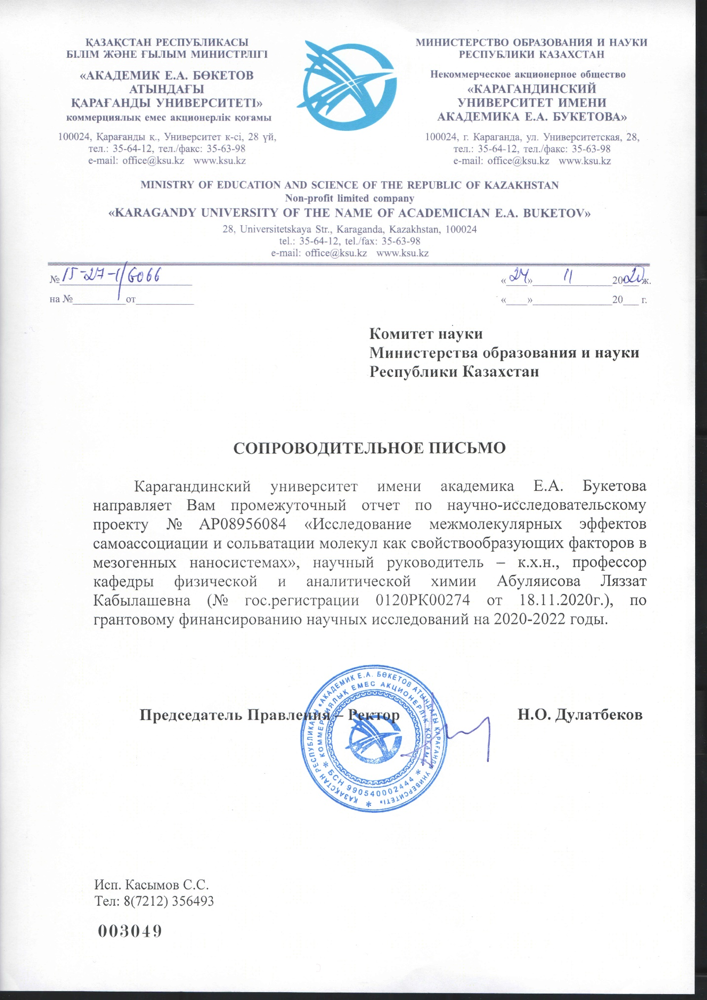 ҚАЗАҚСТАН РЕСПУБЛИКАСЫ
БІЛІМ ЖӘНЕ ҒЫЛЫМ МИНИСТРЛІГІ
«АКАДЕМИК Е.А. БӨКЕТОВ
АТЫНДАҒЫ
ҚАРАҒАНДЫ УНИВЕРСИТЕТІ»
коммерциялық емес акционерлік қоғамы
100024, Қарағанды қ., Университет к-сі, 28 үй,
тел.: 35-64-12, тел./факс: 35-63-98
e-mail: office@ksu.kz www.ksu.kz
МИНИСТЕРСТВО ОБРАЗОВАНИЯ И НАУКИ
РЕСПУБЛИКИ КАЗАХСТАН
Некоммерческое акционерное общество
«КАРАГАНДИНСКИЙ
УНИВЕРСИТЕТ ИМЕНИ
АКАДЕМИКА Е.А. БУКЕТОВА»
100024, г. Караганда, ул. Университетская, 28,
тел.: 35-64-12, тел./факс: 35-63-98
e-mail: office@ksu.kz www.ksu.kz
MINISTRY OF EDUCATION AND SCIENCE OF THE REPUBLIC OF KAZAKHSTAN
Non-profit limited company
«KARAGANDY UNIVERSITY OF THE NAME OF ACADEMICIAN E.A. BUKETOV»
28, Universitetskaya Str., Karaganda, Kazakhstan, 100024
tel.: 35-64-12, tel./fax: 35-63-98
e-mail: office@ksu.kz www.ksu.kz
№ 15-27-1/6066
«24» 11 2020 ж.
на №__________от__________
«____»_______________20___ г.
Комитет науки
Министерства образования и науки
Республики Казахстан
СОПРОВОДИТЕЛЬНОЕ ПИСЬМО
Карагандинский университет имени академика Е.А. Букетова
направляет Вам промежуточный отчет по научно-исследовательскому
проекту № АР08956084 «Исследование межмолекулярных эффектов
самоассоциации и сольватации молекул как свойствообразующих факторов в
мезогенных наносистемах», научный руководитель – к.х.н., профессор
кафедры физической и аналитической химии Абуляисова Ляззат
Кабылашевна (№ гос.регистрации 0120РК00274 от 18.11.2020г.), по
грантовому финансированию научных исследований на 2020-2022 годы.
Председатель Правления – Ректор Н.О. Дулатбеков
ҚАЗАҚСТАН РЕСПУБЛИКАСЫ «АКАДЕМИК Е.А. БӨКЕТОВ АТЫНДАҒЫ ҚАРАҒАНДЫ УНИВЕРСИТЕТІ» *
КОММЕРЦИЯЛЫҚ ЕМЕС АКЦИОНЕРЛІК ҚОҒАМЫ
* БСН 990540002444 *
Исп. Касымов С.С.
Тел: 8(7212) 356493
003049